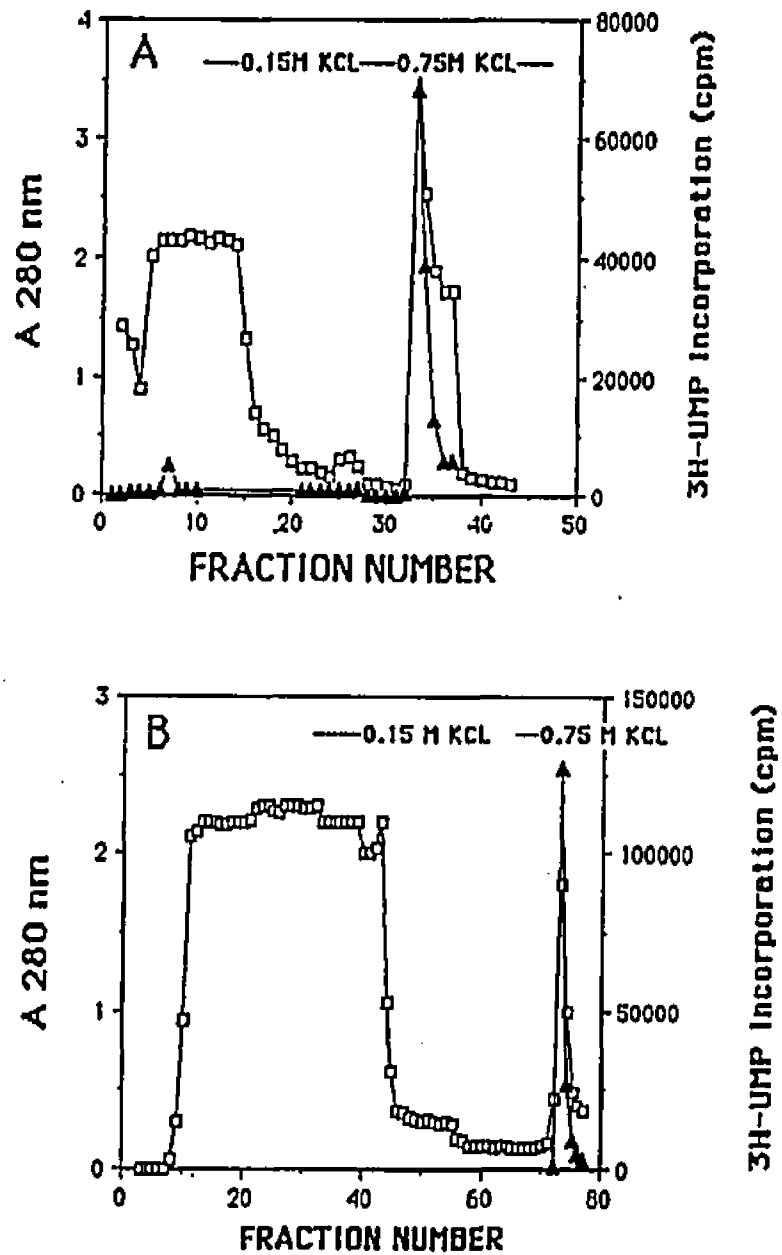 A
0.15M KCL 0.75M KCL
4
3
2
1
0
80000
60000
40000
20000
0
A 280 nm
3H-UMP Incorporation (cpm)
0 10 20 30 40 50
FRACTION NUMBER
B
0.15 M KCL 0.75 M KCL
3
2
1
0
150000
100000
50000
0
A 280 nm
3H-UMP Incorporation (cpm)
0 20 40 60 80
FRACTION NUMBER